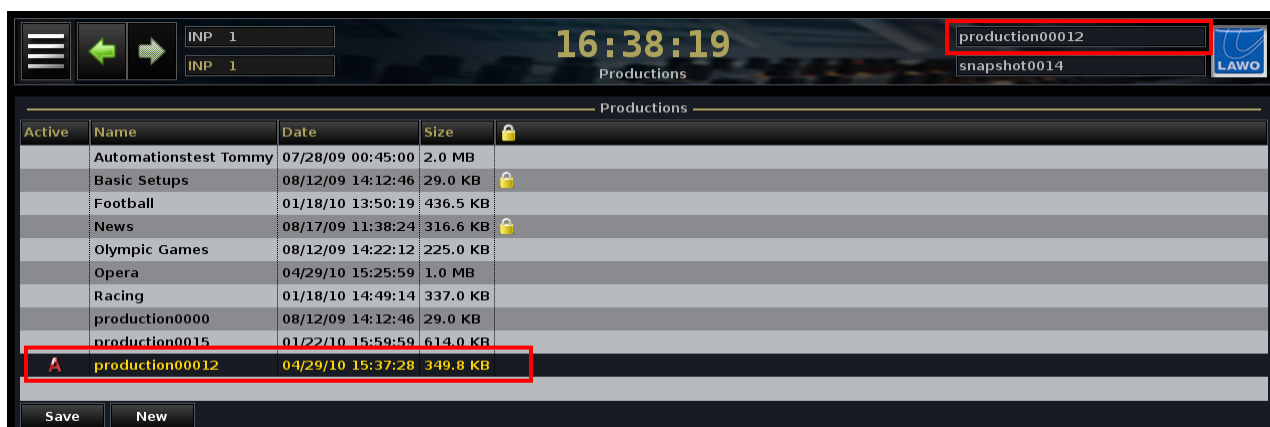 INP 1
INP 1
16:38:19
Productions
production00012
snapshot0014
LAWO
Productions
Active Name Date Size
Automationstest Tommy 07/28/09 00:45:00 2.0 MB
Basic Setups 08/12/09 14:12:46 29.0 KB
Football 01/18/10 13:50:19 436.5 KB
News 08/17/09 11:38:24 316.6 KB
Olympic Games 08/12/09 14:22:12 225.0 KB
Opera 04/29/10 15:25:59 1.0 MB
Racing 01/18/10 14:49:14 337.0 KB
production0000 08/12/09 14:12:46 29.0 KB
production0015 01/22/10 15:59:59 614.0 KB
A production00012 04/29/10 15:37:28 349.8 KB
Save New